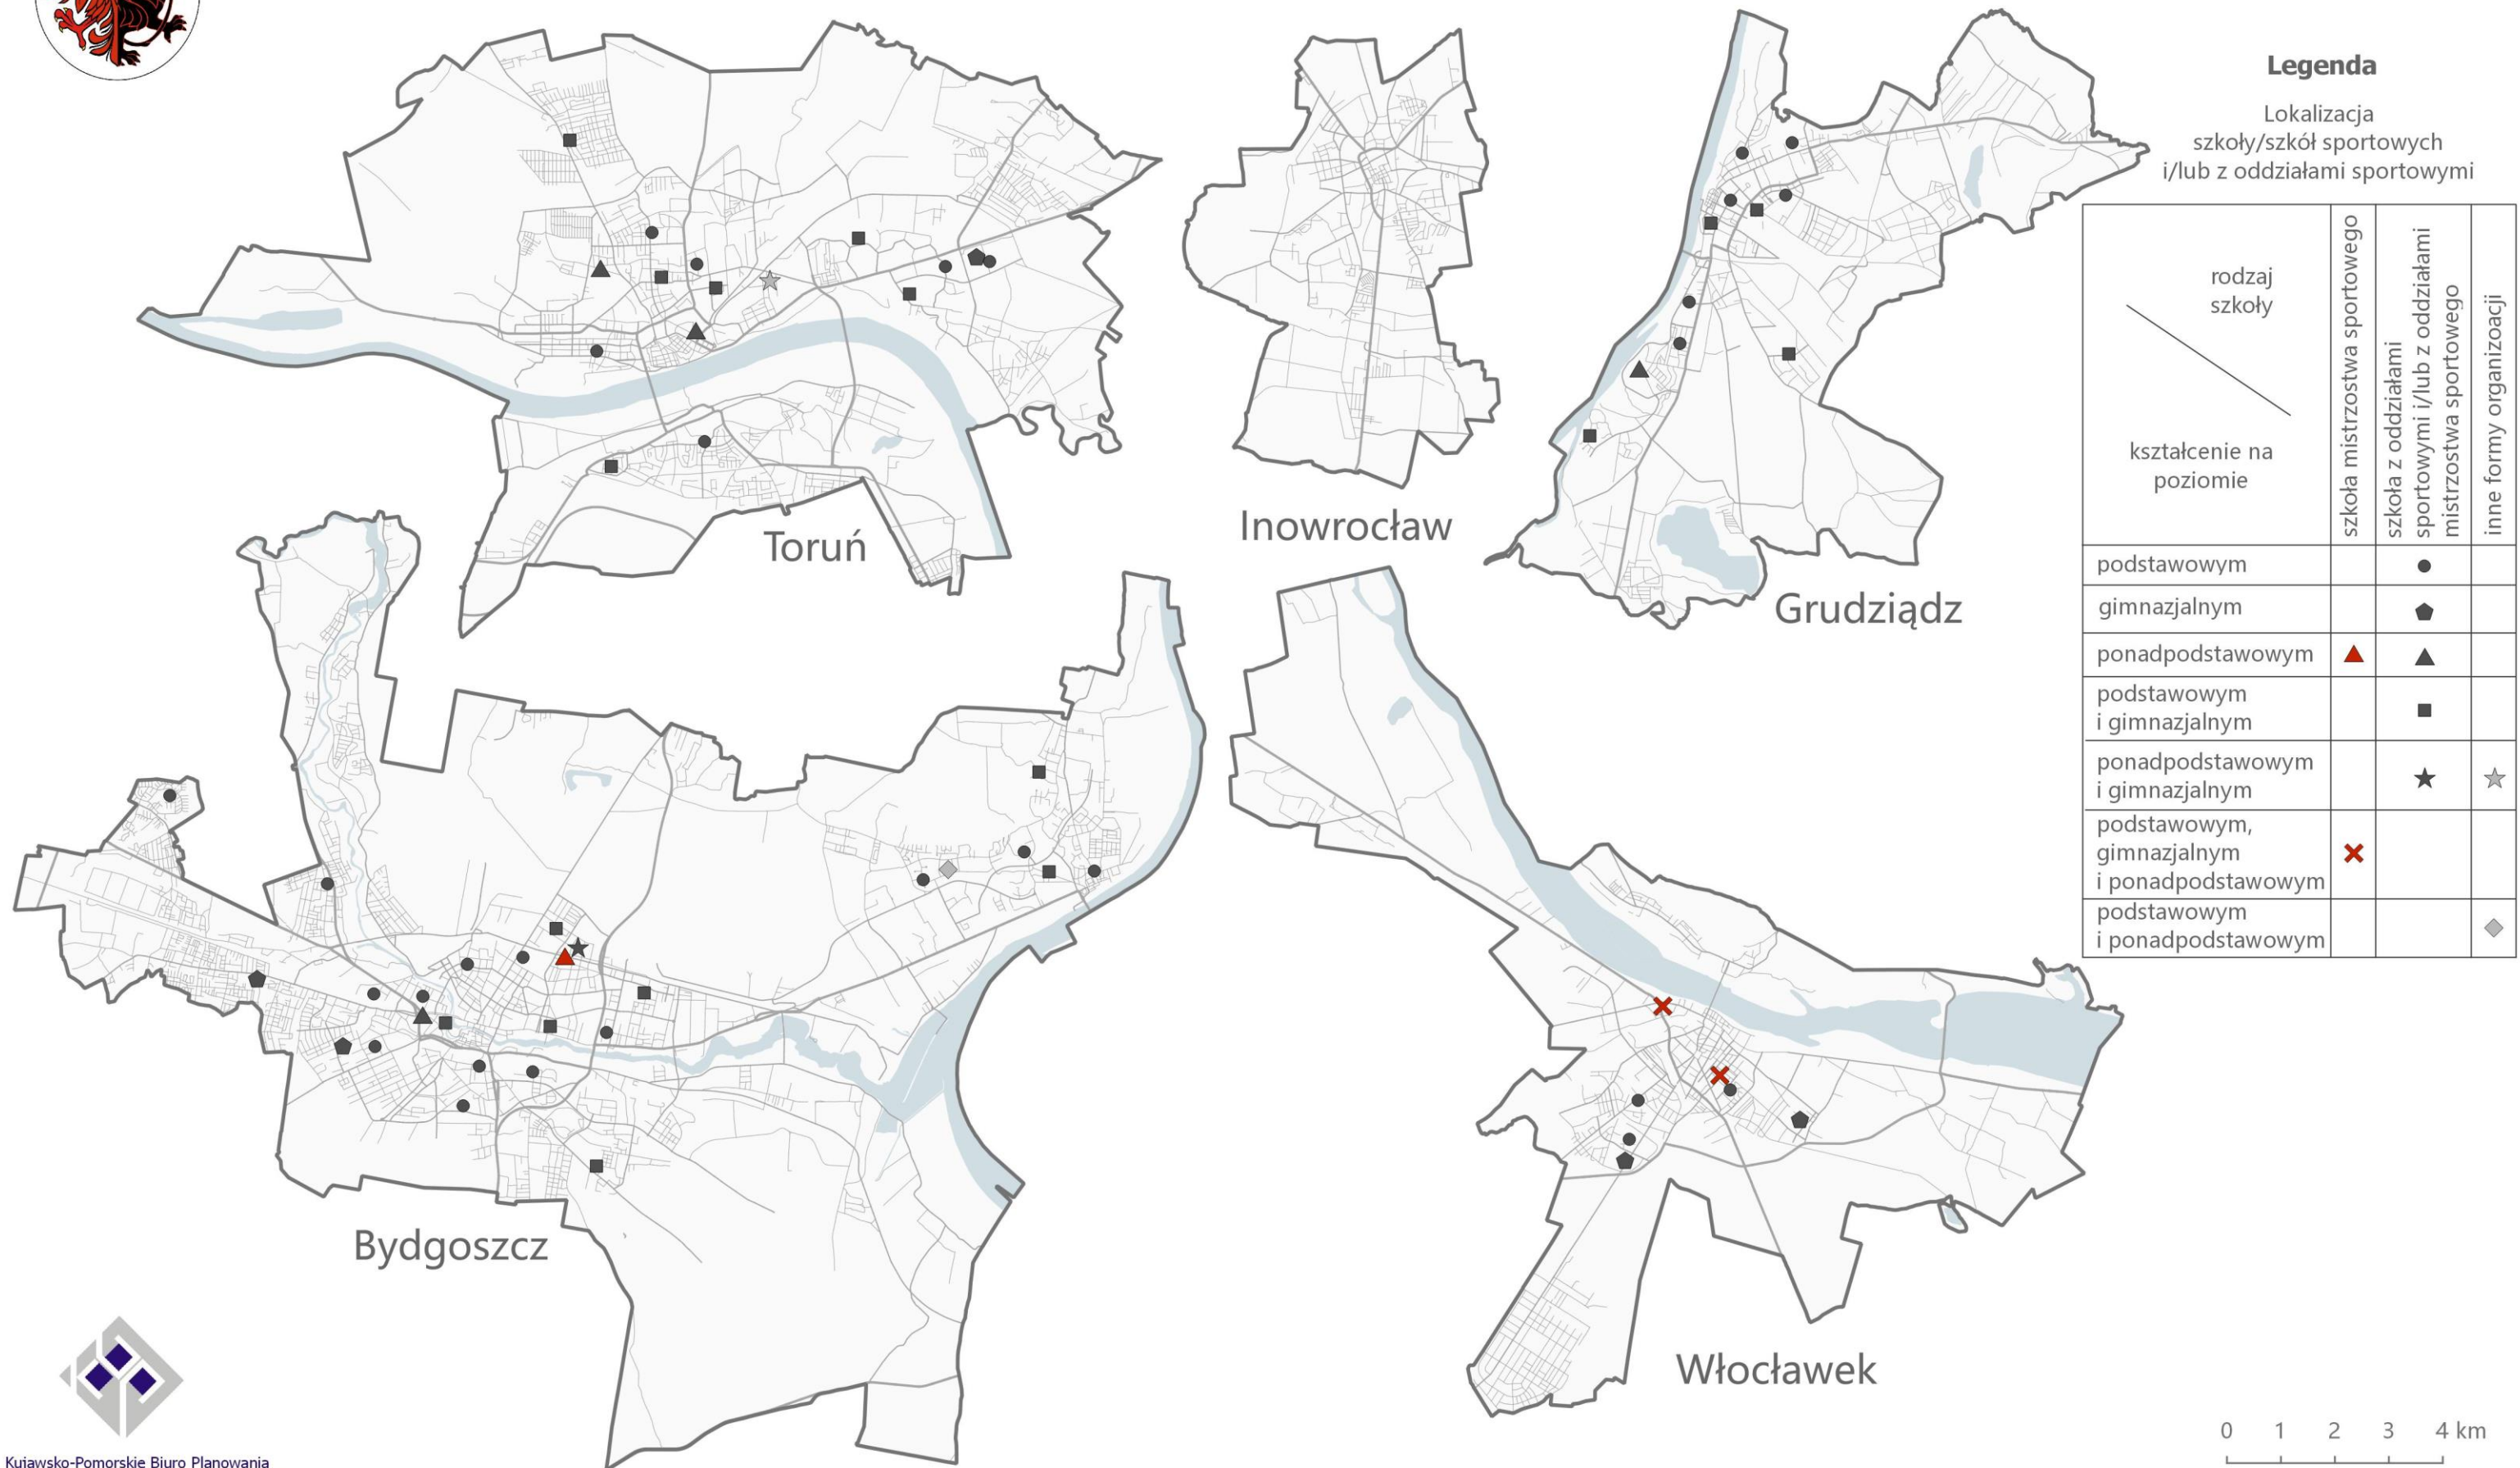 Legenda
Lokalizacja
szkoły/szkół sportowych
i/lub z oddziałami sportowymi
rodzaj
szkoły
kształcenie na
poziomie
szkoła mistrzostwa sportowego
szkoła z oddziałami
sportowymi i/lub z oddziałami
mistrzostwa sportowego
inne formy organizoacji
podstawowym
gimnazjalnym
ponadpodstawowym
podstawowym
i gimnazjalnym
ponadpodstawowym
i gimnazjalnym
podstawowym,
gimnazjalnym
i ponadpodstawowym
podstawowym
i ponadpodstawowym
Toruń
Inowrocław
Grudziądz
Bydgoszcz
Włocławek
0 1 2 3 4 km
Kujawsko-Pomorskie Biuro Planowania